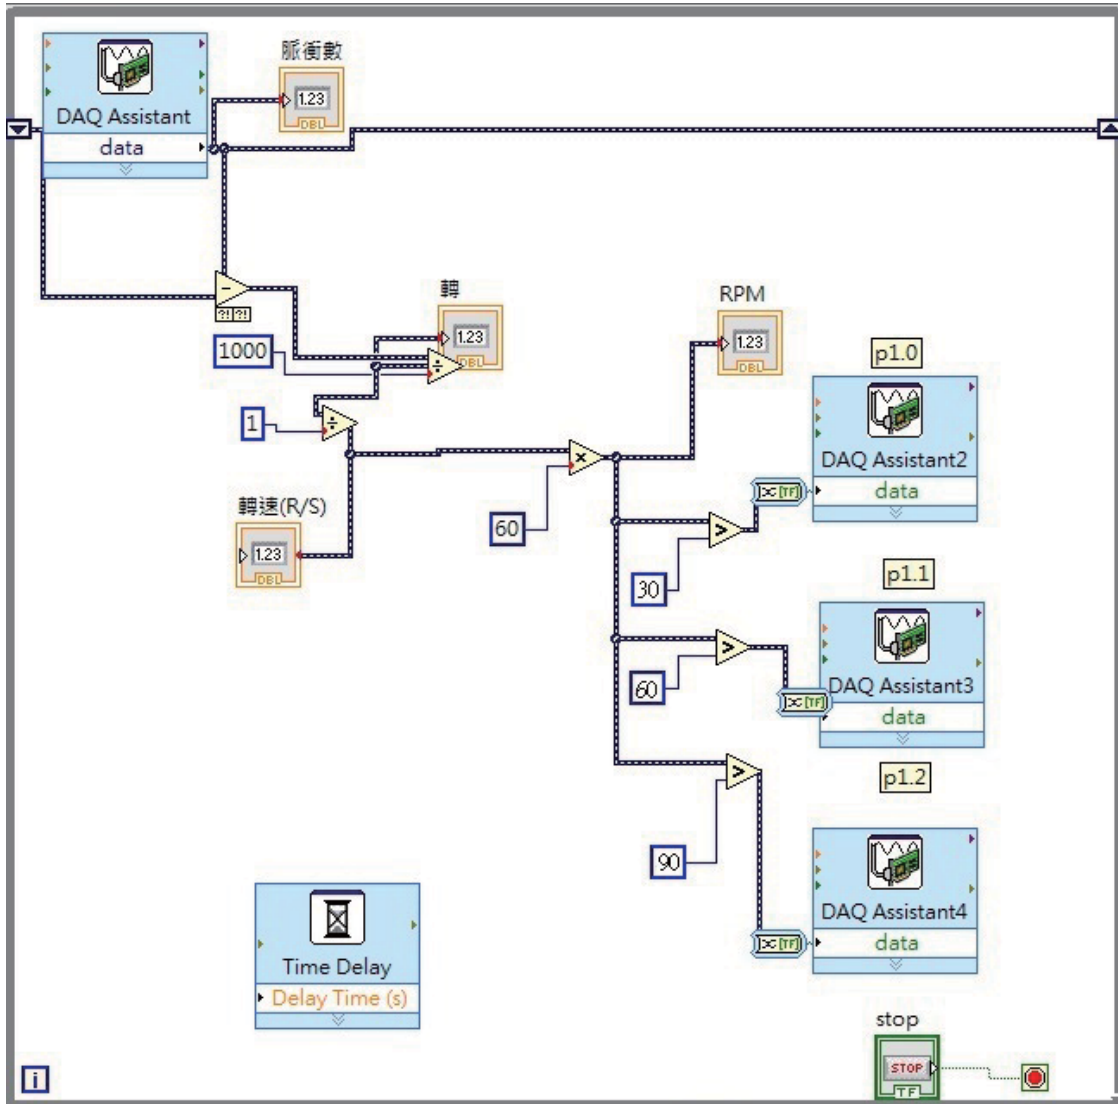 脈衝數
1.23
DBL
DAQ Assistant
data
-
?! ?!
轉
1.23
DBL
1000
÷
1
÷
RPM
1.23
DBL
p1.0
DAQ Assistant2
data
[TF]
×
60
轉速(R/S)
1.23
DBL
>
30
p1.1
DAQ Assistant3
data
[TF]
>
60
p1.2
>
90
DAQ Assistant4
data
[TF]
Time Delay
Delay Time (s)
stop
STOP
TF
i